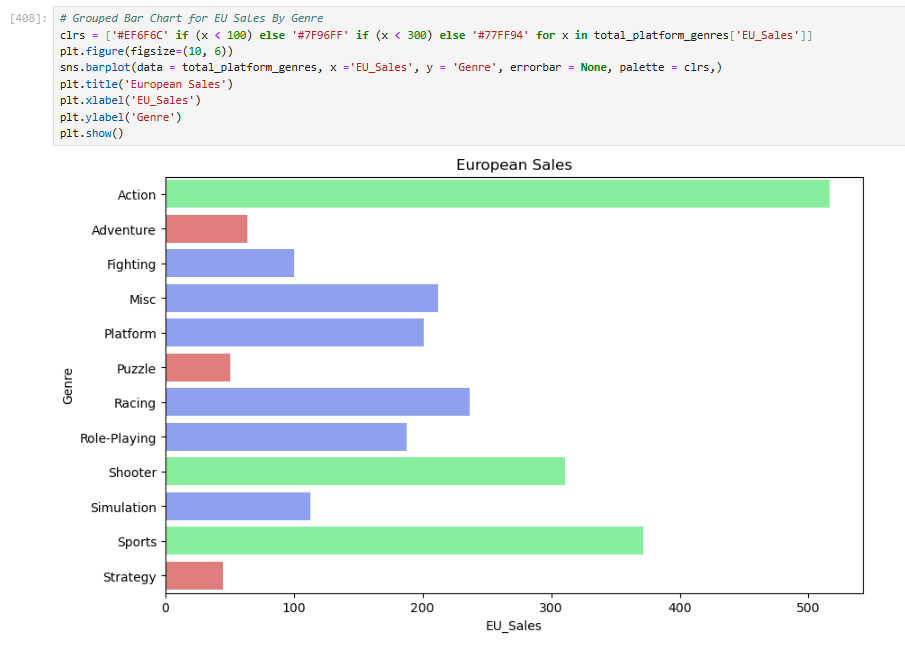 [408]: # Grouped Bar Chart for EU Sales By Genre
clrs = ['#EF6F6C' if (x < 100) else '#7F96FF' if (x < 300) else '#77FF94' for x in total_platform_genres['EU_Sales']]
plt.figure(figsize=(10, 6))
sns.barplot(data = total_platform_genres, x ='EU_Sales', y = 'Genre', errorbar = None, palette = clrs,)
plt.title('European Sales')
plt.xlabel('EU_Sales')
plt.ylabel('Genre')
plt.show()
European Sales
Action
Adventure
Fighting
Misc
Platform
Puzzle
Racing
Role-Playing
Shooter
Simulation
Sports
Strategy
Genre
0 100 200 300 400 500
EU_Sales